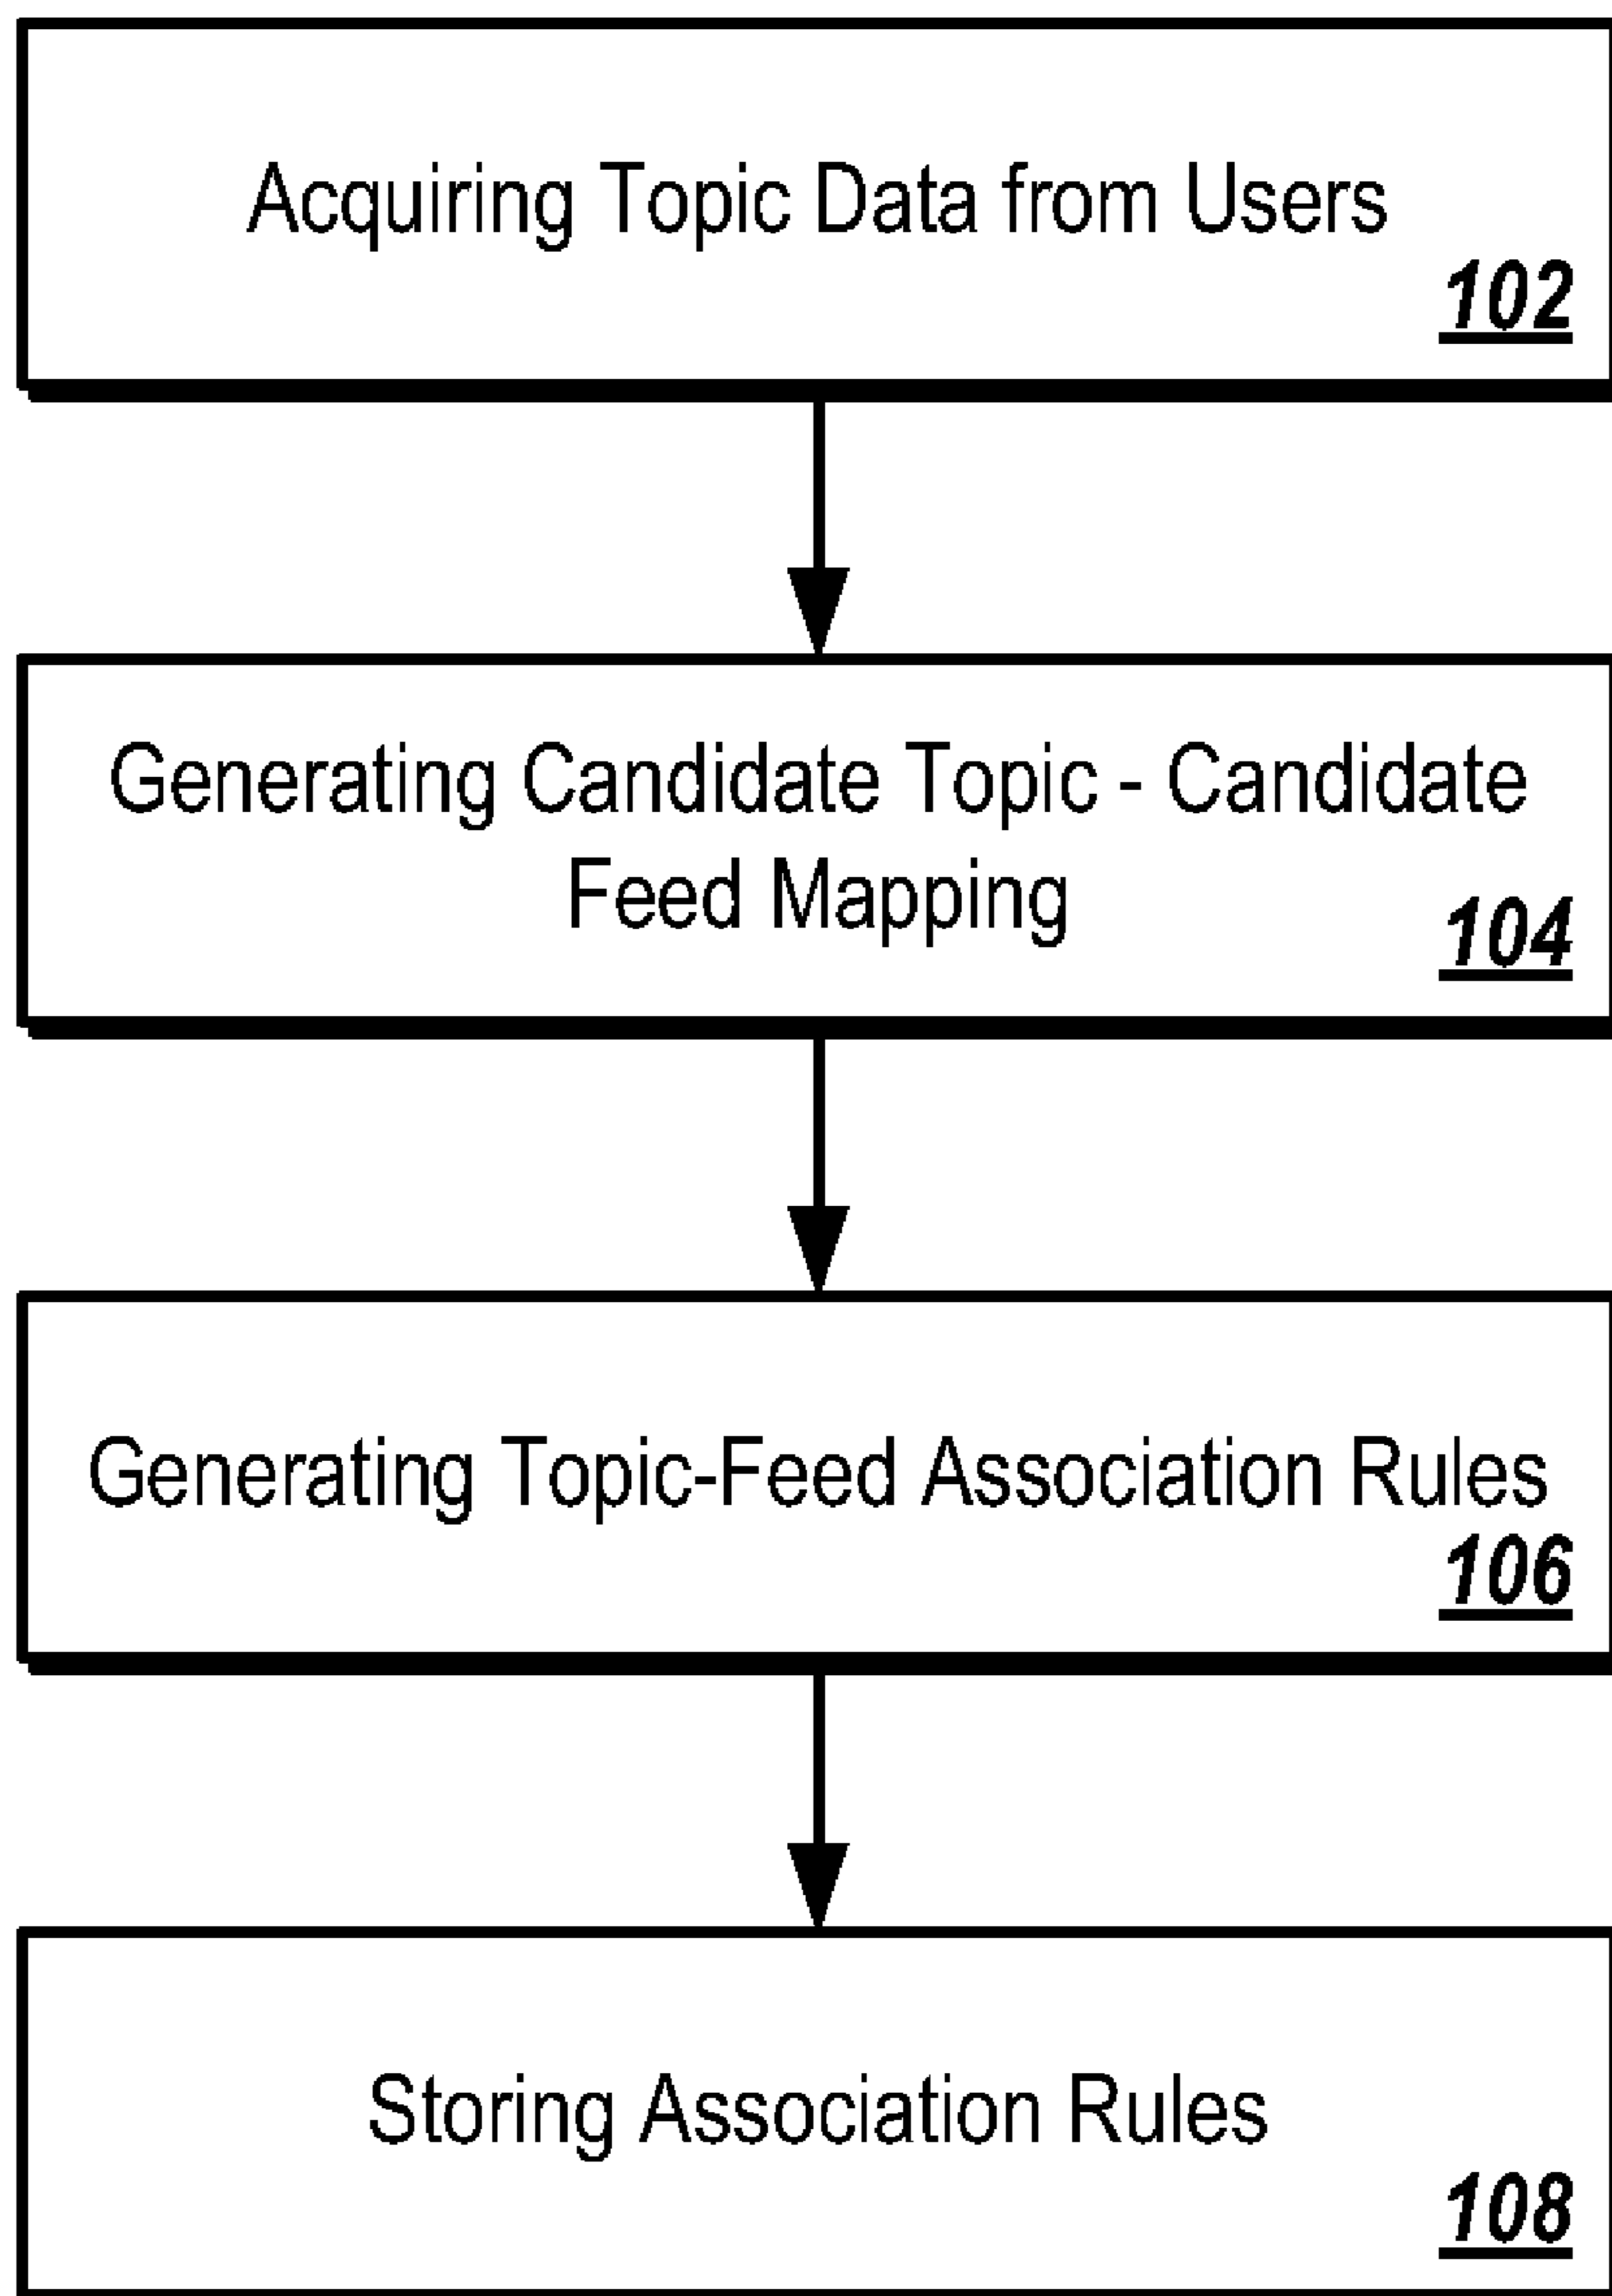 Acquiring Topic Data from Users
102
Generating Candidate Topic - Candidate
Feed Mapping
104
Generating Topic-Feed Association Rules
106
Storing Association Rules
108